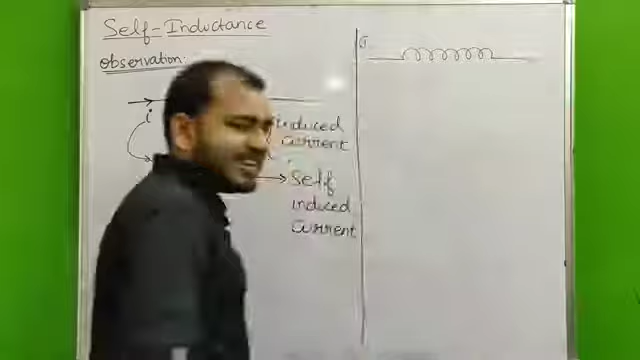 Self-Inductance
Observation:
i
induced
current
Self
induced
current